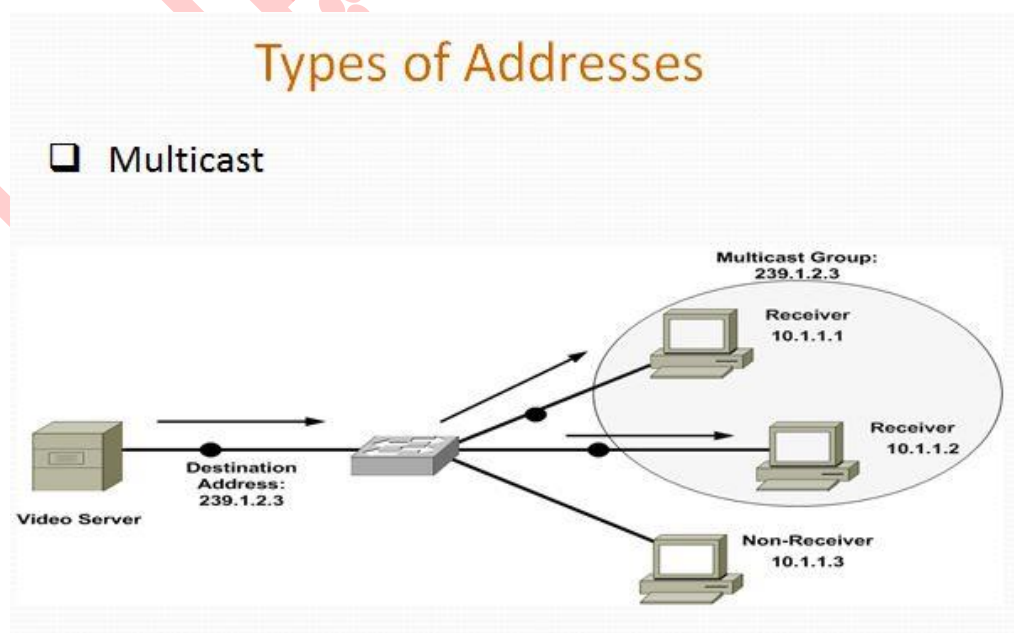 Types of Addresses
Multicast
Multicast Group:
239.1.2.3
Receiver
10.1.1.1
Receiver
10.1.1.2
Destination
Address:
239.1.2.3
Video Server
Non-Receiver
10.1.1.3